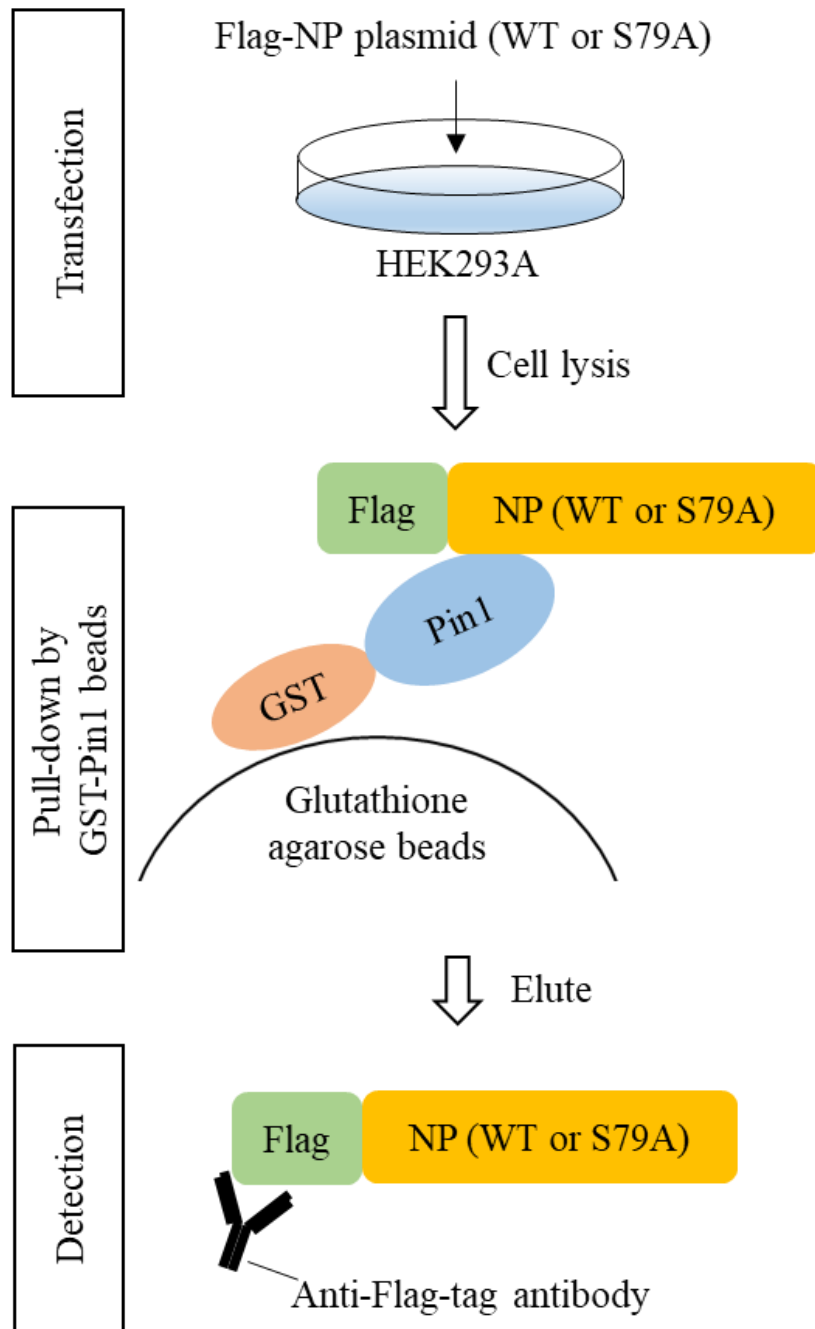 Transfection
Flag-NP plasmid (WT or S79A)
HEK293A
Cell lysis
Pull-down by
GST-Pin1 beads
Flag
NP (WT or S79A)
Pin1
GST
Glutathione
agarose beads
Elute
Detection
Flag
NP (WT or S79A)
Anti-Flag-tag antibody